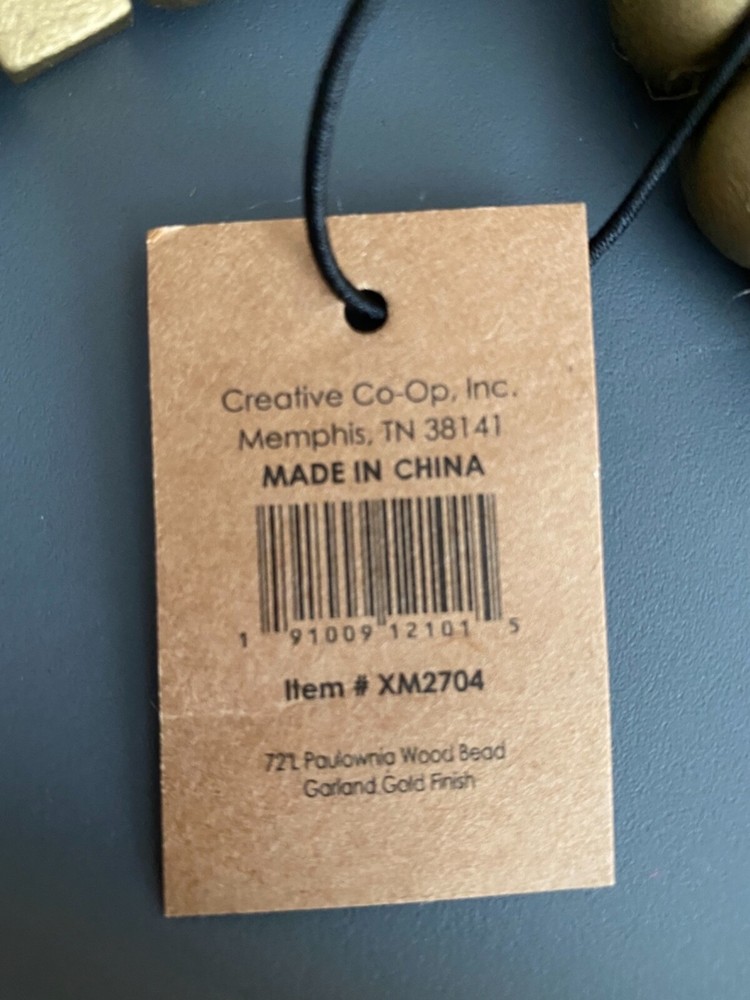 Creative Co-Op, Inc.
Memphis, TN 38141
MADE IN CHINA
1 91009 12101 5
Item # XM2704
72"L Paulownia Wood Bead
Garland Gold Finish